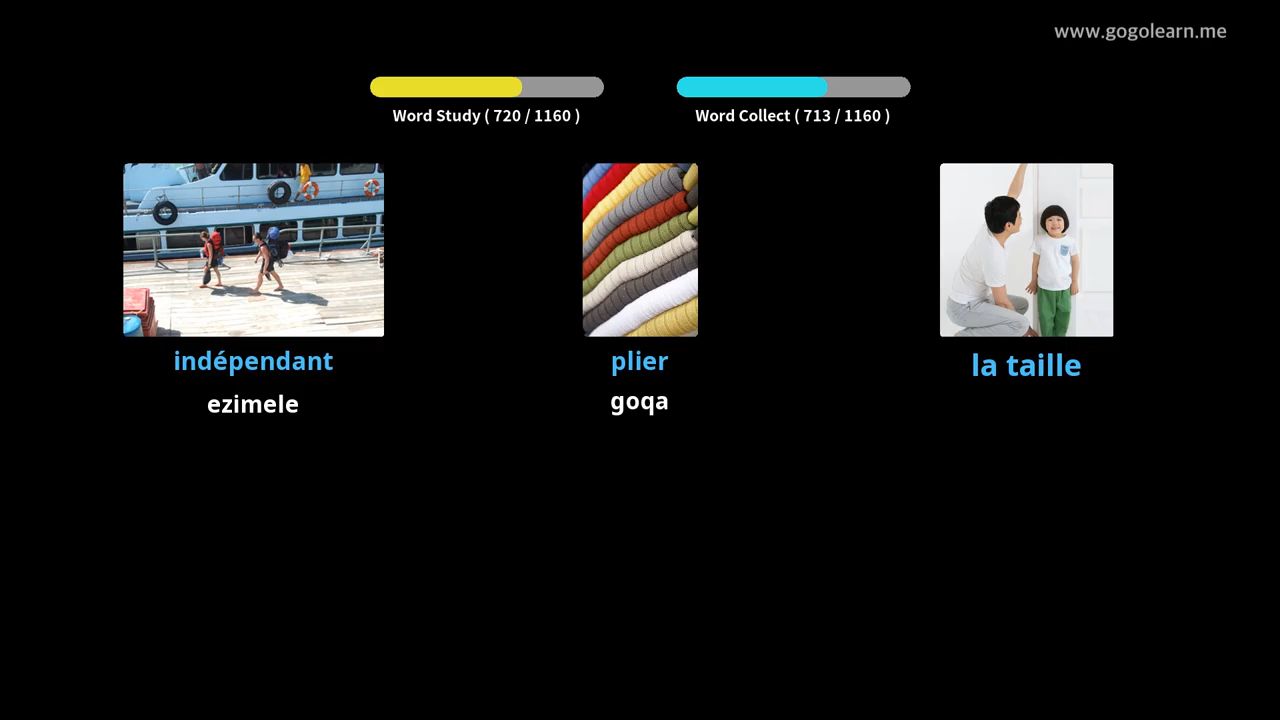 www.gogolearn.me
Word Study ( 720 / 1160 )
Word Collect ( 713 / 1160 )
indépendant
ezimele
plier
goqa
la taille